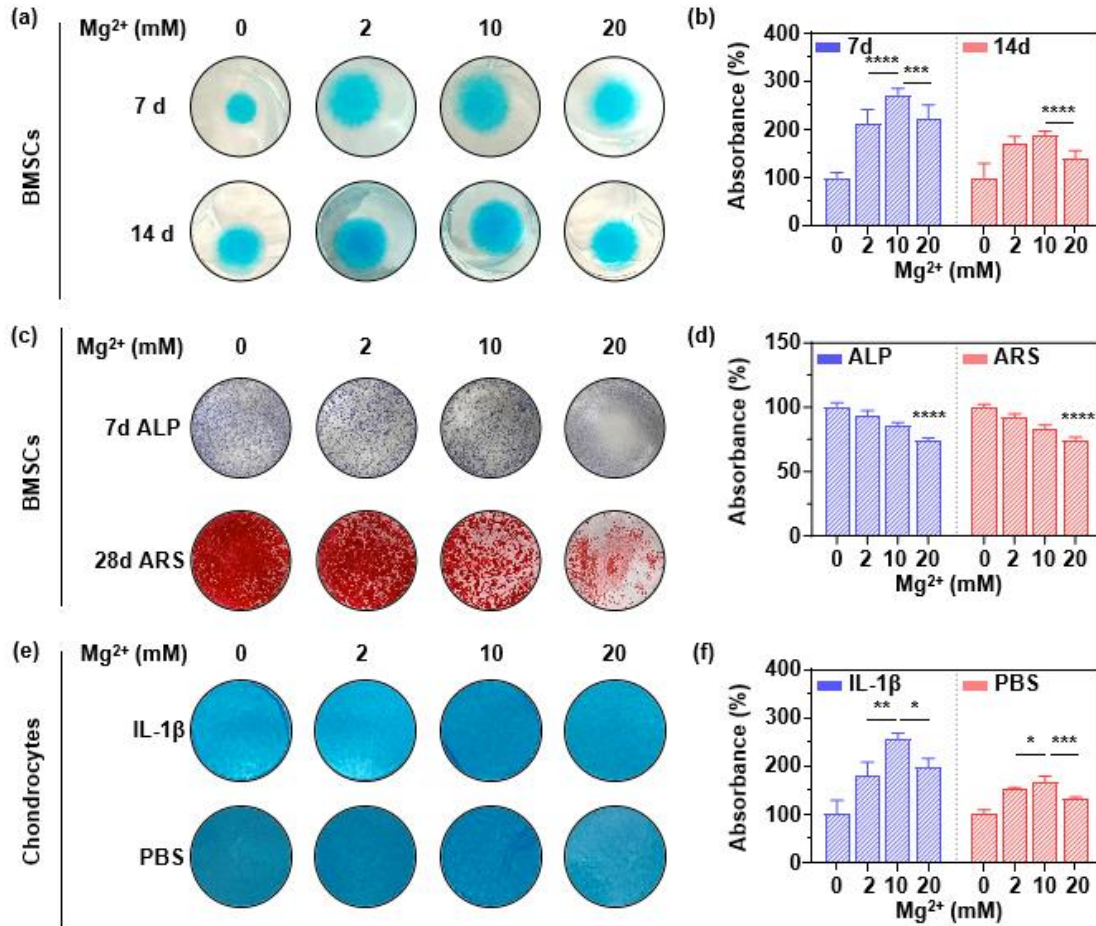 (a)
Mg²⁺ (mM) 0 2 10 20
BMSCs
7 d
14 d
(b)
Absorbance (%)
400
300
200
100
0
7d 14d
**** ***
****
0 2 10 20 0 2 10 20
Mg²⁺ (mM)
(c)
Mg²⁺ (mM) 0 2 10 20
BMSCs
7d ALP
28d ARS
(d)
Absorbance (%)
150
100
50
0
ALP ARS
**** ****
0 2 10 20 0 2 10 20
Mg²⁺ (mM)
(e)
Mg²⁺ (mM) 0 2 10 20
Chondrocytes
IL-1β
PBS
(f)
Absorbance (%)
400
300
200
100
0
IL-1β PBS
** *
* ***
0 2 10 20 0 2 10 20
Mg²⁺ (mM)